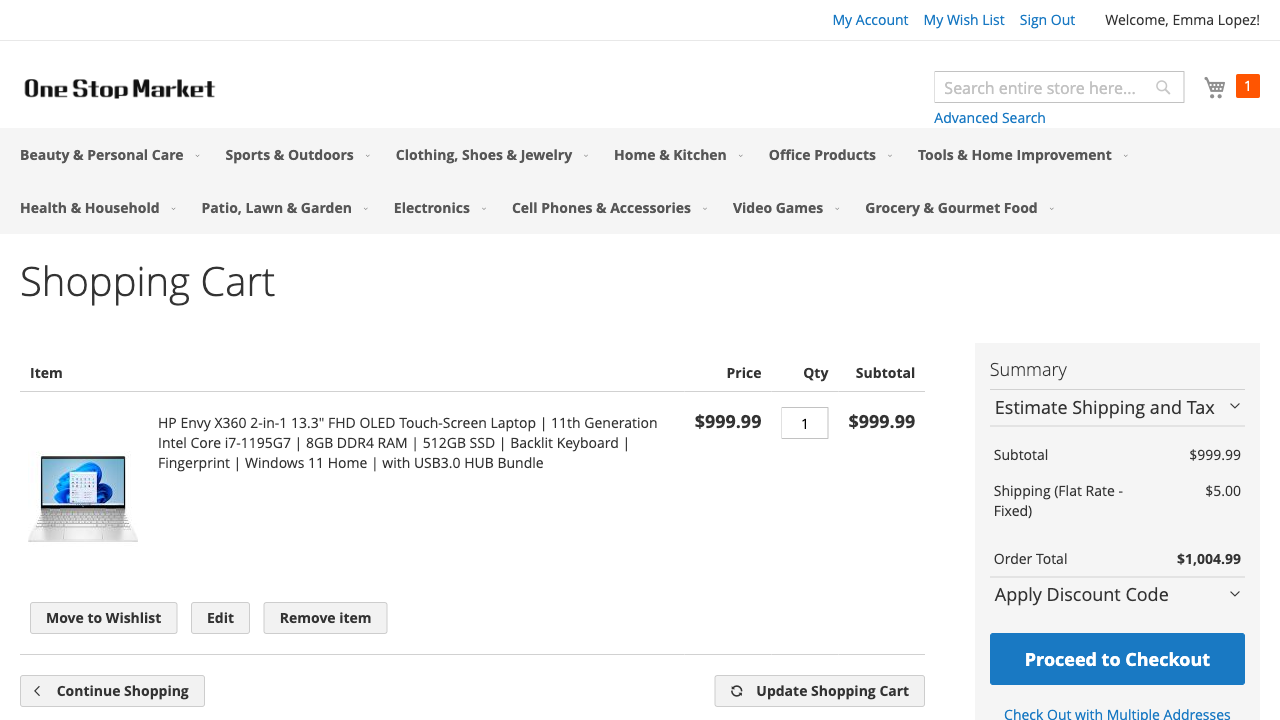 My Account My Wish List Sign Out Welcome, Emma Lopez!
One Stop Market
Search entire store here...
1
Advanced Search
Beauty & Personal Care Sports & Outdoors Clothing, Shoes & Jewelry Home & Kitchen Office Products Tools & Home Improvement
Health & Household Patio, Lawn & Garden Electronics Cell Phones & Accessories Video Games Grocery & Gourmet Food
Shopping Cart
Item Price Qty Subtotal
HP Envy X360 2-in-1 13.3" FHD OLED Touch-Screen Laptop | 11th Generation
Intel Core i7-1195G7 | 8GB DDR4 RAM | 512GB SSD | Backlit Keyboard |
Fingerprint | Windows 11 Home | with USB3.0 HUB Bundle
$999.99 1 $999.99
Move to Wishlist Edit Remove item
Continue Shopping Update Shopping Cart
Summary
Estimate Shipping and Tax
Subtotal $999.99
Shipping (Flat Rate - $5.00
Fixed)
Order Total $1,004.99
Apply Discount Code
Proceed to Checkout
Check Out with Multiple Addresses